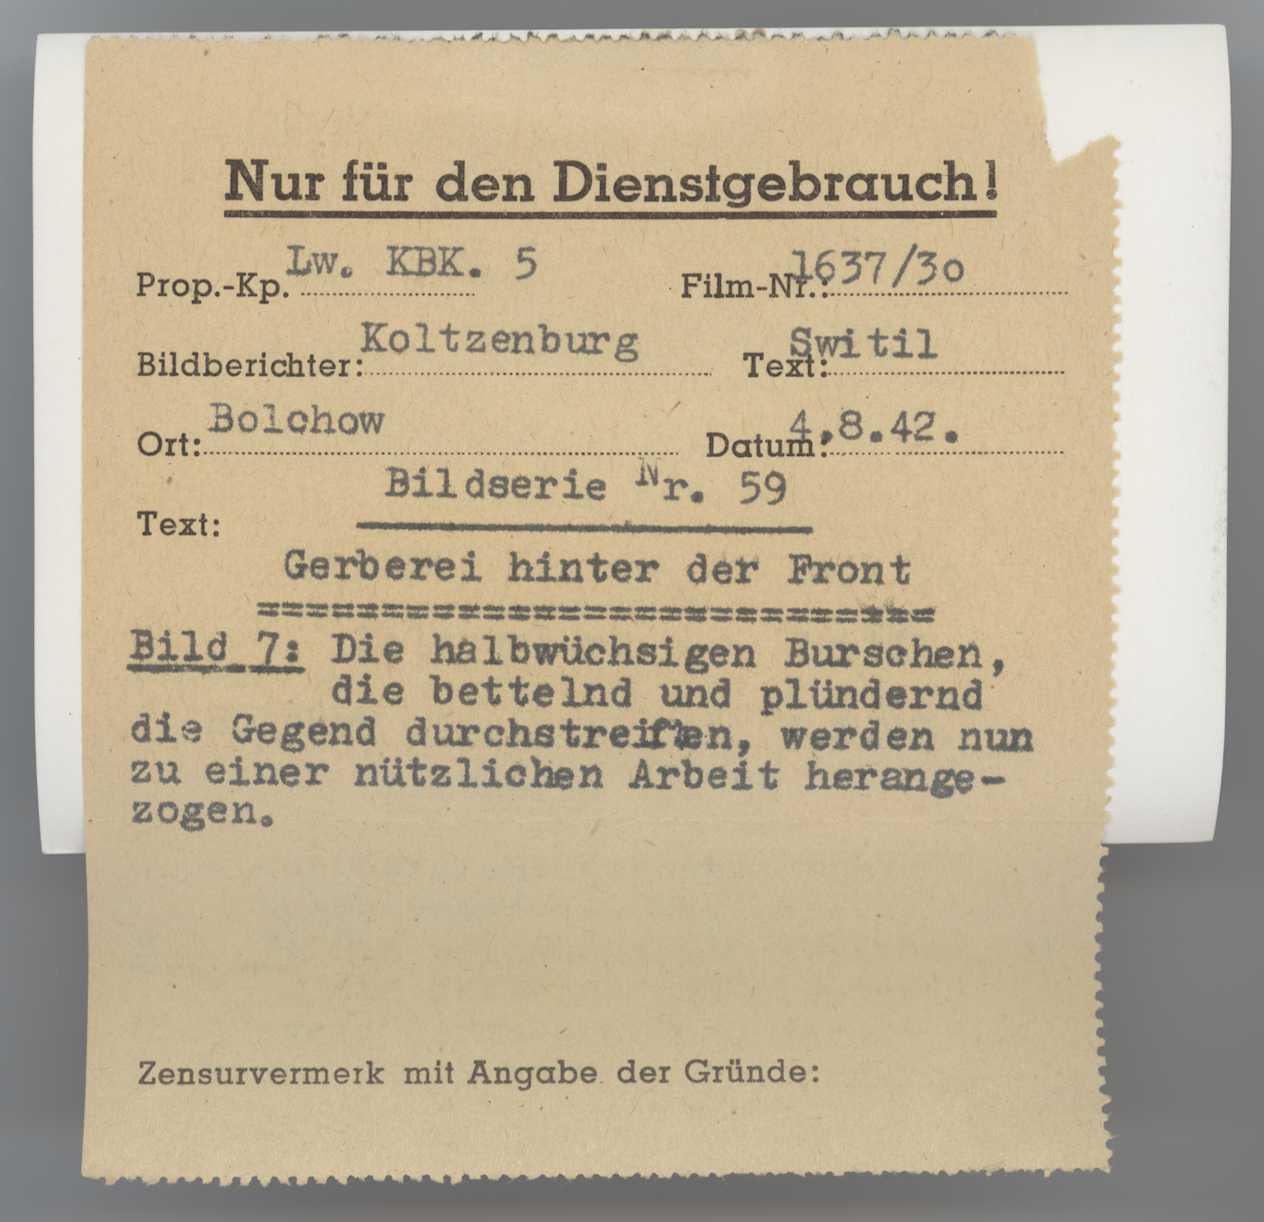 Nur für den Dienstgebrauch!
Prop.-Kp. Lw. KBK. 5 Film-Nr.: 1637/30
Bildberichter: Koltzenburg Text: Switil
Ort: Bolchow Datum: 4.8.42.
Bildserie Nr. 59
Text:
Gerberei hinter der Front
===========================
Bild 7: Die halbwüchsigen Burschen,
die bettelnd und plündernd
die Gegend durchstreiften, werden nun
zu einer nützlichen Arbeit herange-
zogen.
Zensurvermerk mit Angabe der Gründe: